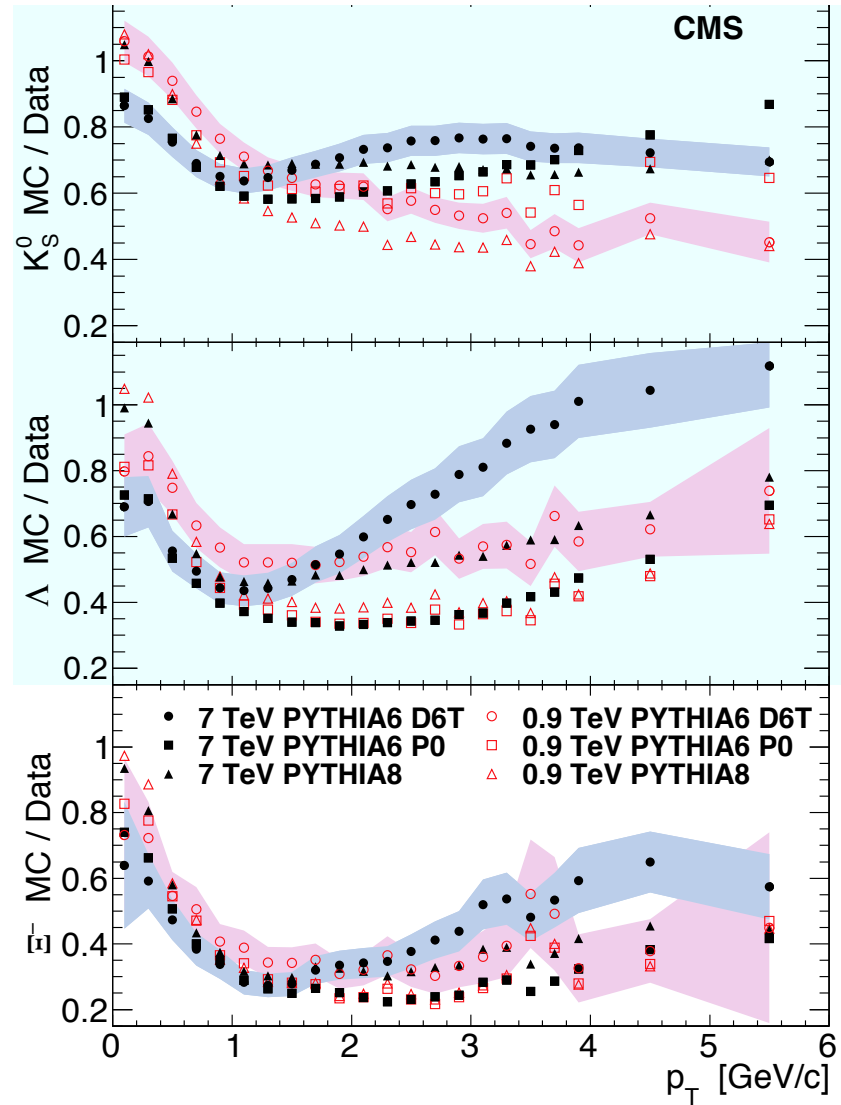 CMS
K⁰_S MC / Data
1
0.8
0.6
0.4
0.2
Λ MC / Data
1
0.8
0.6
0.4
0.2
7 TeV PYTHIA6 D6T
0.9 TeV PYTHIA6 D6T
7 TeV PYTHIA6 P0
0.9 TeV PYTHIA6 P0
7 TeV PYTHIA8
0.9 TeV PYTHIA8
Ξ⁻ MC / Data
1
0.8
0.6
0.4
0.2
0 1 2 3 4 5 6
p_T [GeV/c]